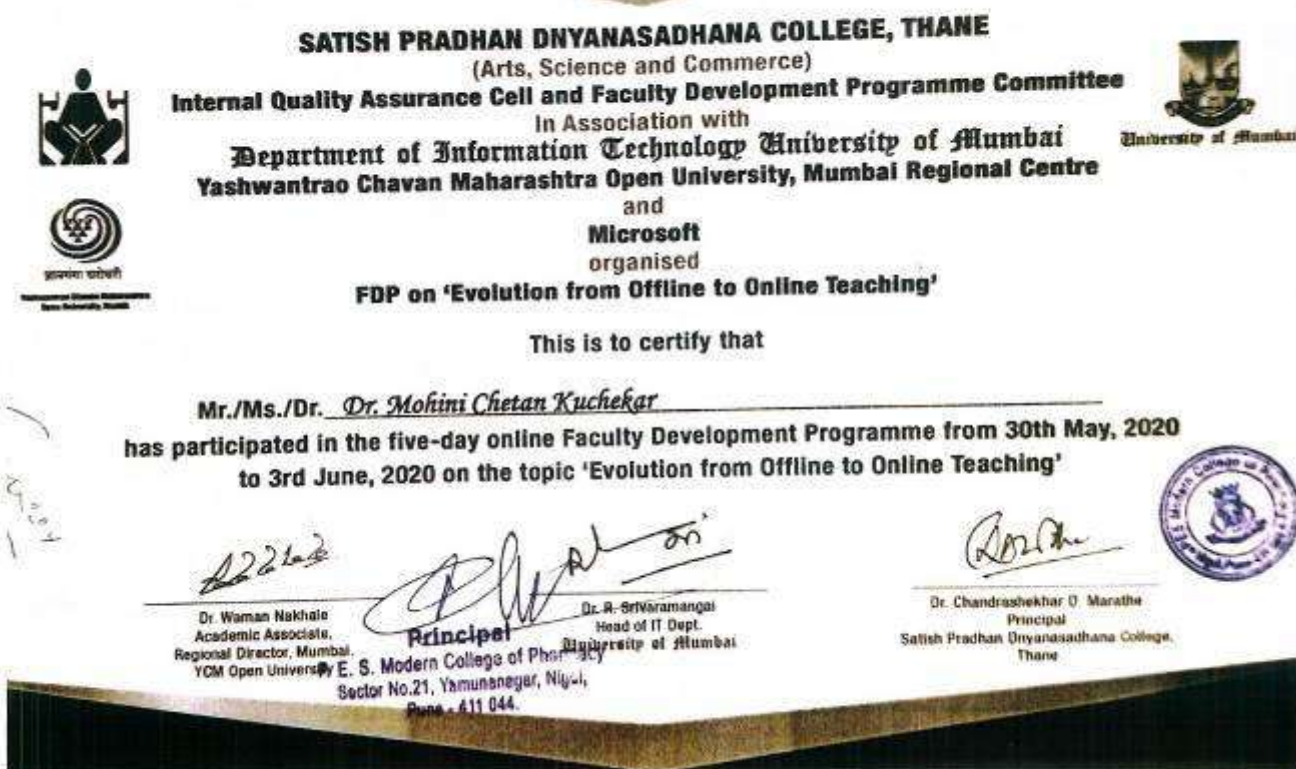 SATISH PRADHAN DNYANASADHANA COLLEGE, THANE
(Arts, Science and Commerce)
Internal Quality Assurance Cell and Faculty Development Programme Committee
In Association with
Department of Information Technology University of Mumbai
Yashwantrao Chavan Maharashtra Open University, Mumbai Regional Centre
and
Microsoft
organised
FDP on ‘Evolution from Offline to Online Teaching’
University of Mumbai
This is to certify that
Mr./Ms./Dr. Dr. Mohini Chetan Kuchekar
has participated in the five-day online Faculty Development Programme from 30th May, 2020
to 3rd June, 2020 on the topic ‘Evolution from Offline to Online Teaching’
Dr. Waman Nakhale
Academic Associate,
Regional Director, Mumbai.
YCM Open University
Dr. R. Srivaramangai
Head of IT Dept.
University of Mumbai
Dr. Chandrashekhar D. Marathe
Principal
Satish Pradhan Dnyanasadhana College,
Thane
Principal
P. E. S. Modern College of Pharmacy
Sector No.21, Yamunanagar, Nigdi,
Pune - 411 044.